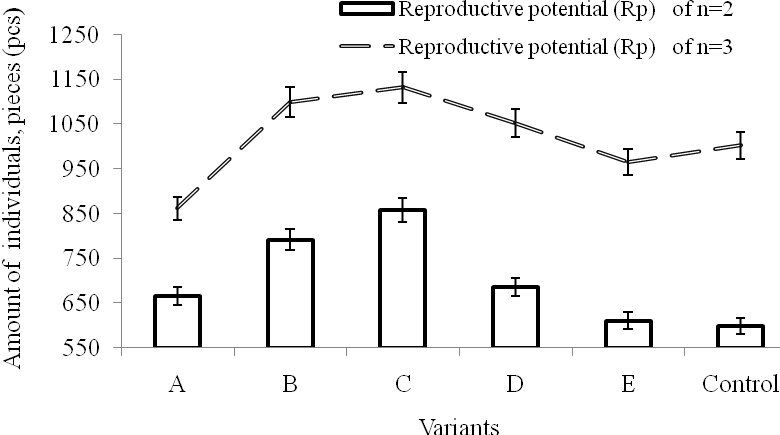 Reproductive potential (Rp) of n=2
Reproductive potential (Rp) of n=3
Amount of individuals, pieces (pcs)
1250
1150
1050
950
850
750
650
550
A B C D E Control
Variants